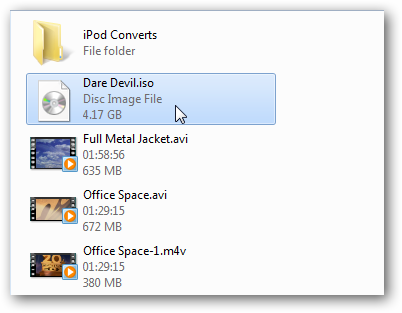 iPod Converts
File folder
Dare Devil.iso
Disc Image File
4.17 GB
Full Metal Jacket.avi
01:58:56
635 MB
Office Space.avi
01:29:15
672 MB
Office Space-1.m4v
01:29:15
380 MB